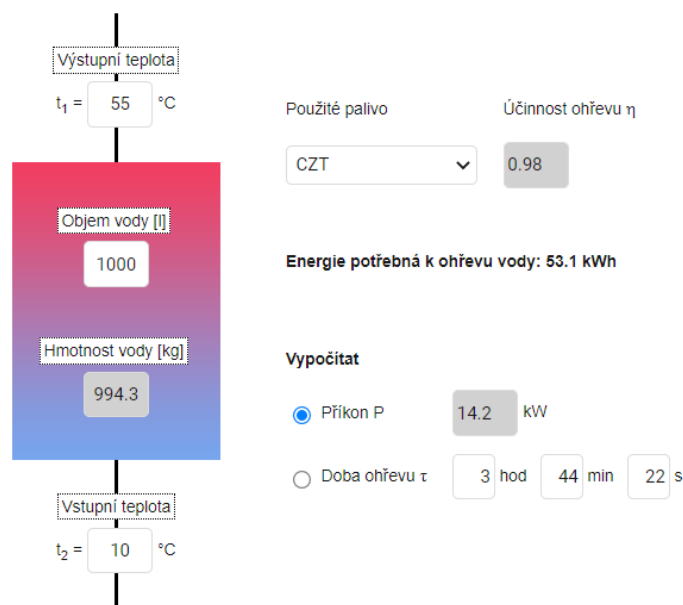 Výstupní teplota
t1 = 55 °C
Použité palivo
Účinnost ohřevu η
CZT
0.98
Objem vody [l]
1000
Energie potřebná k ohřevu vody: 53.1 kWh
Hmotnost vody [kg]
994.3
Vypočítat
Příkon P 14.2 kW
Doba ohřevu τ 3 hod 44 min 22 s
Vstupní teplota
t2 = 10 °C